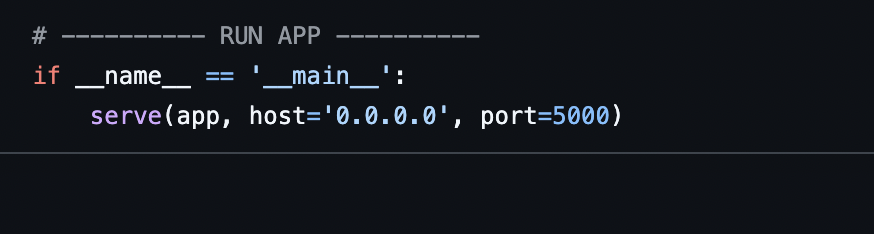 # ---------- RUN APP ----------
if __name__ == '__main__':
    serve(app, host='0.0.0.0', port=5000)